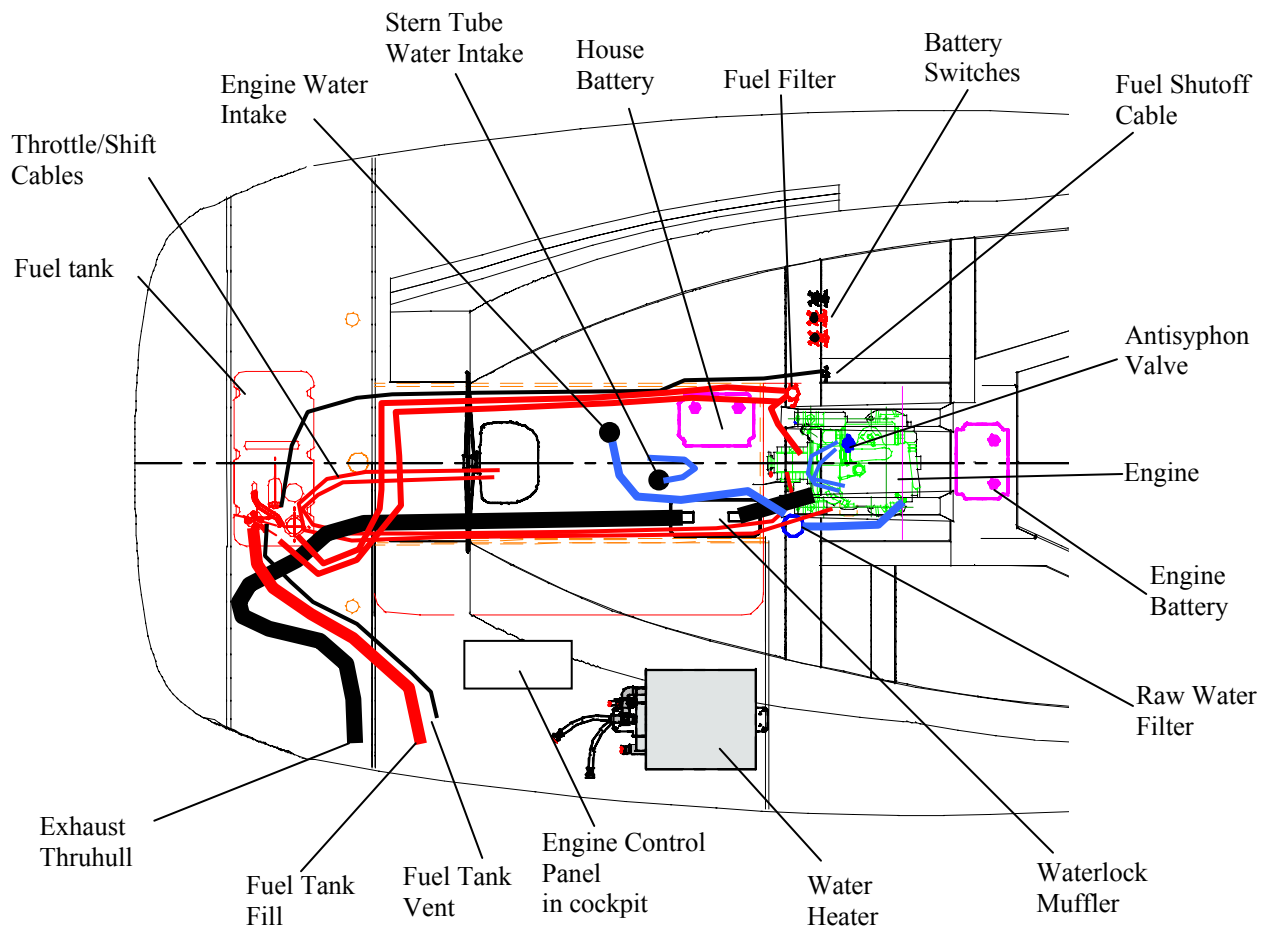 Stern Tube
Water Intake
House
Battery
Battery
Switches
Engine Water
Intake
Fuel Filter
Fuel Shutoff
Cable
Throttle/Shift
Cables
Fuel tank
Antisyphon
Valve
Engine
Engine
Battery
Raw Water
Filter
Exhaust
Thruhull
Fuel Tank
Fill
Fuel Tank
Vent
Engine Control
Panel
in cockpit
Water
Heater
Waterlock
Muffler